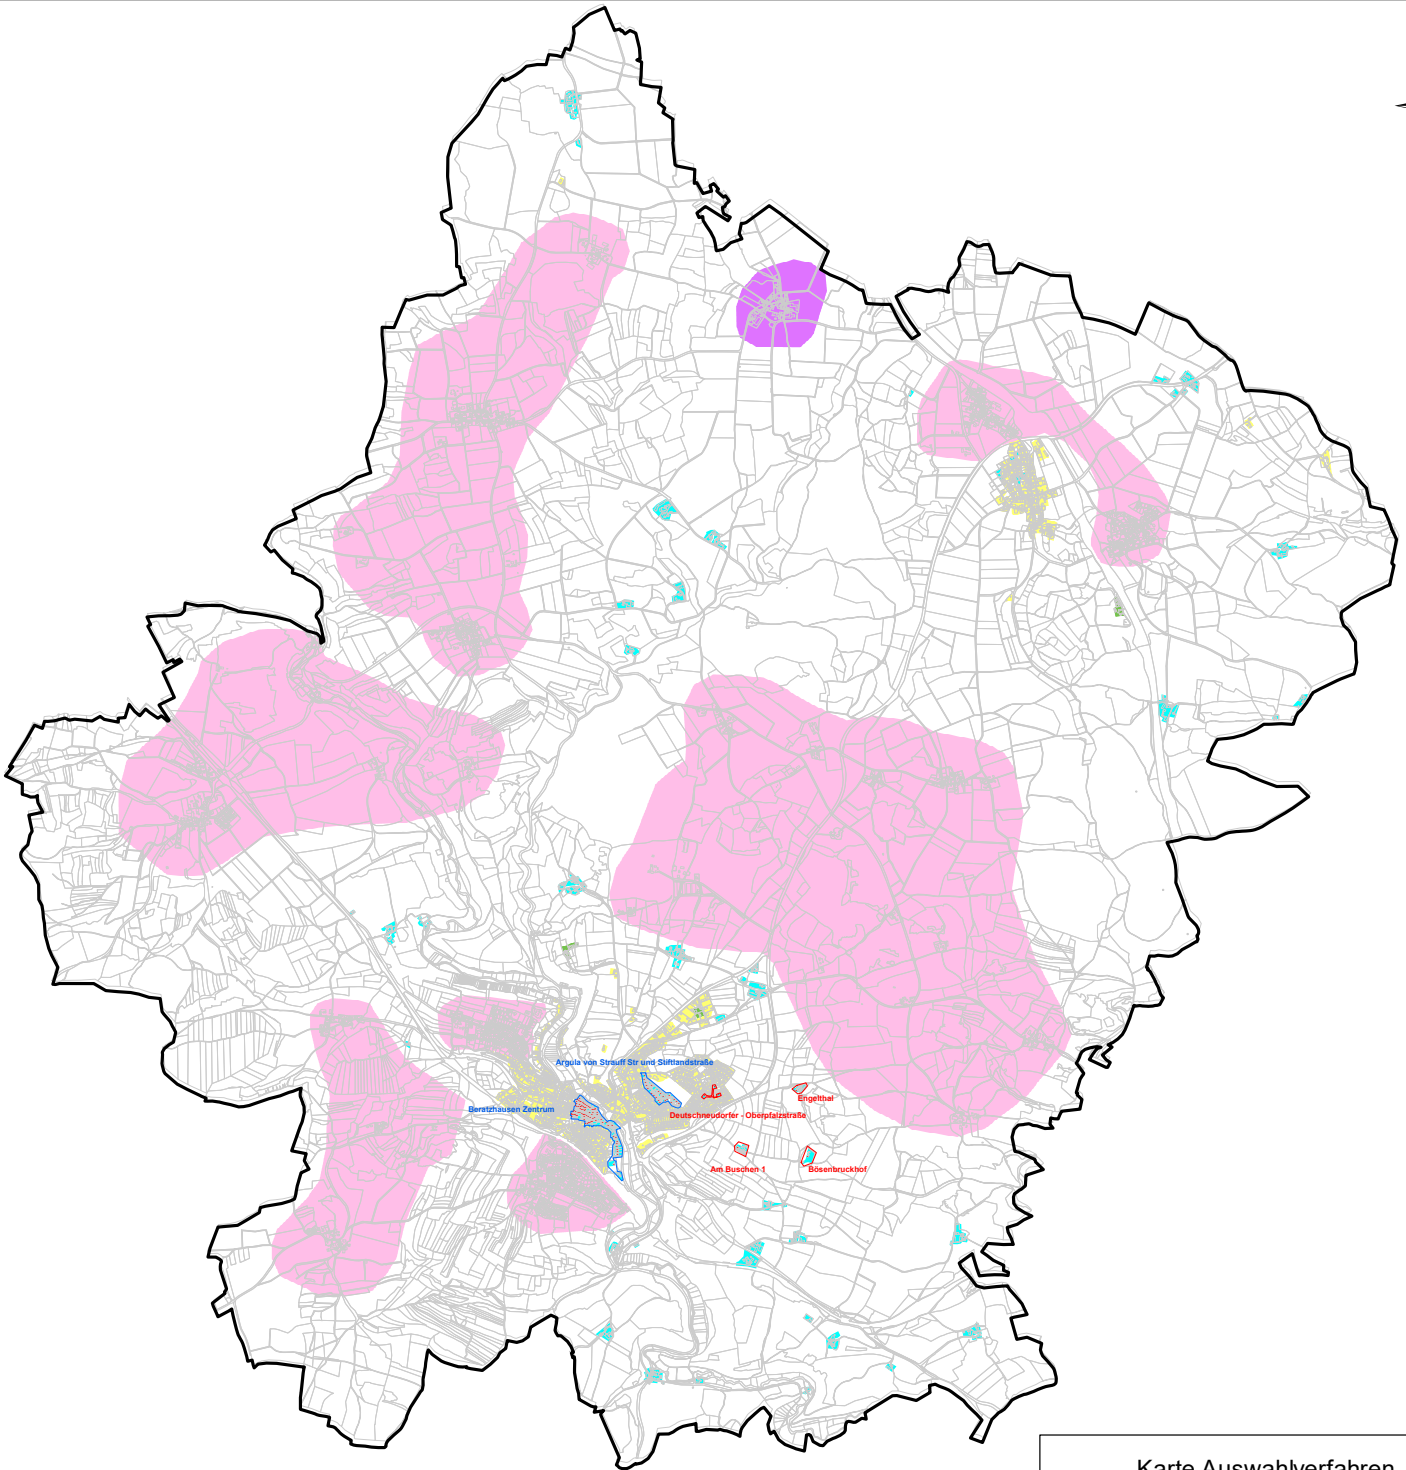 Argula von Strauff Str und Stiftlandstraße
Beratzhausen Zentrum
Engelthal
Deutschneudorfer - Oberpfalzstraße
Am Buschen 1
Bösenbruckhof
Karte Auswahlverfahren